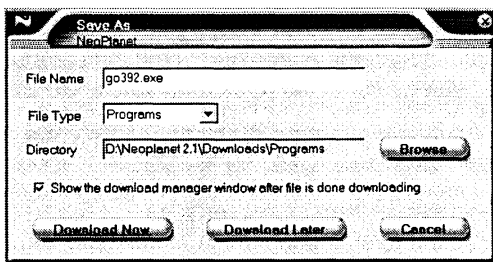 Save As
NeoPlanet
File Name go392.exe
File Type Programs
Directory D:\Neoplanet 2.1\Downloads\Programs Browse
Show the download manager window after file is done downloading
Download Now Download Later Cancel